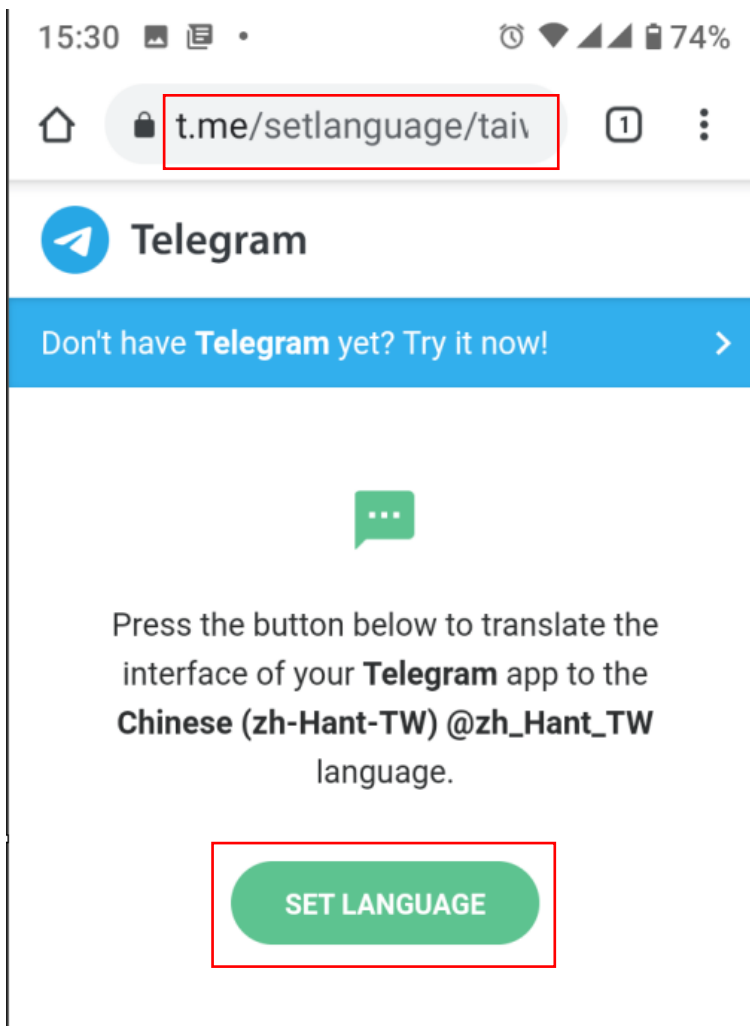 15:30
74%
t.me/setlanguage/taiv
1
Telegram
Don't have Telegram yet? Try it now!
Press the button below to translate the
interface of your Telegram app to the
Chinese (zh-Hant-TW) @zh_Hant_TW
language.
SET LANGUAGE